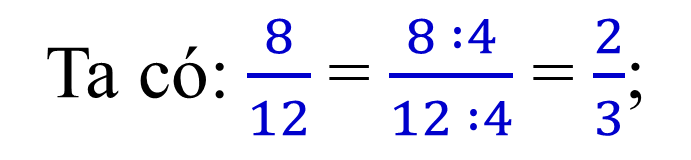 Ta có: 8/12 = 8 :4/12 :4 = 2/3;